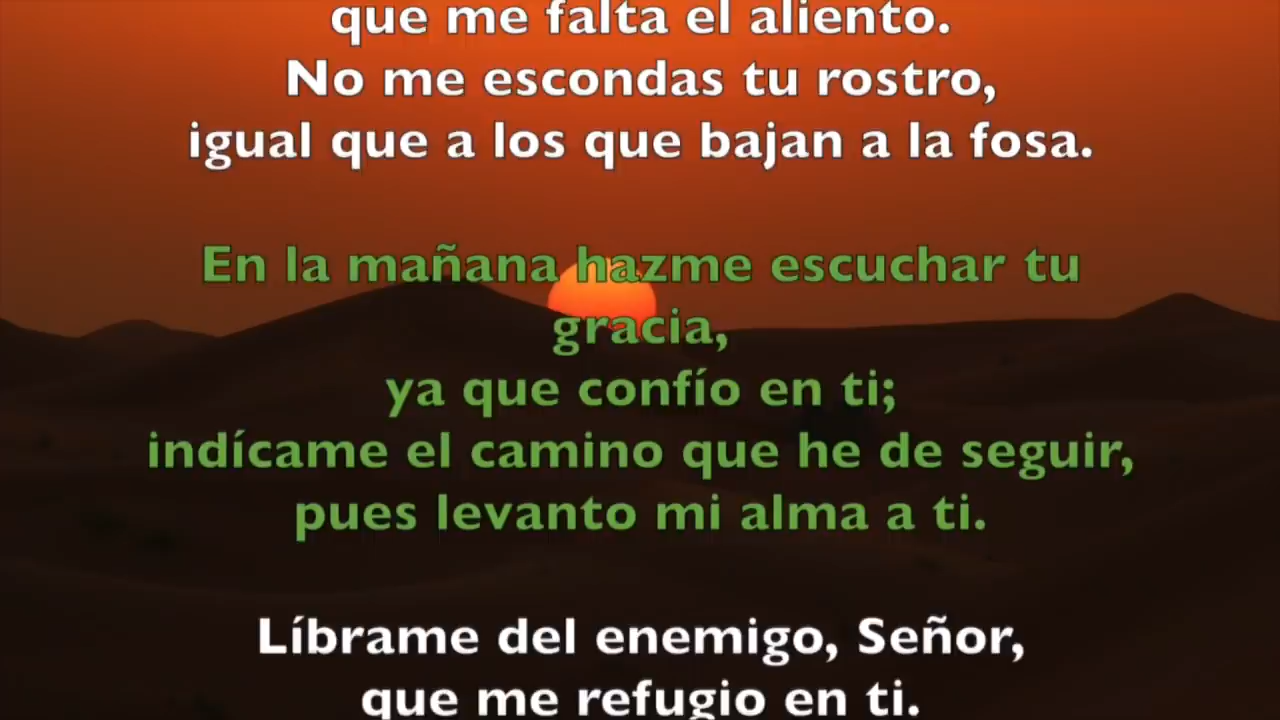 que me falta el aliento.
No me escondas tu rostro,
igual que a los que bajan a la fosa.
En la mañana hazme escuchar tu
gracia,
ya que confío en ti;
indícame el camino que he de seguir,
pues levanto mi alma a ti.
Líbrame del enemigo, Señor,
que me refugio en ti.